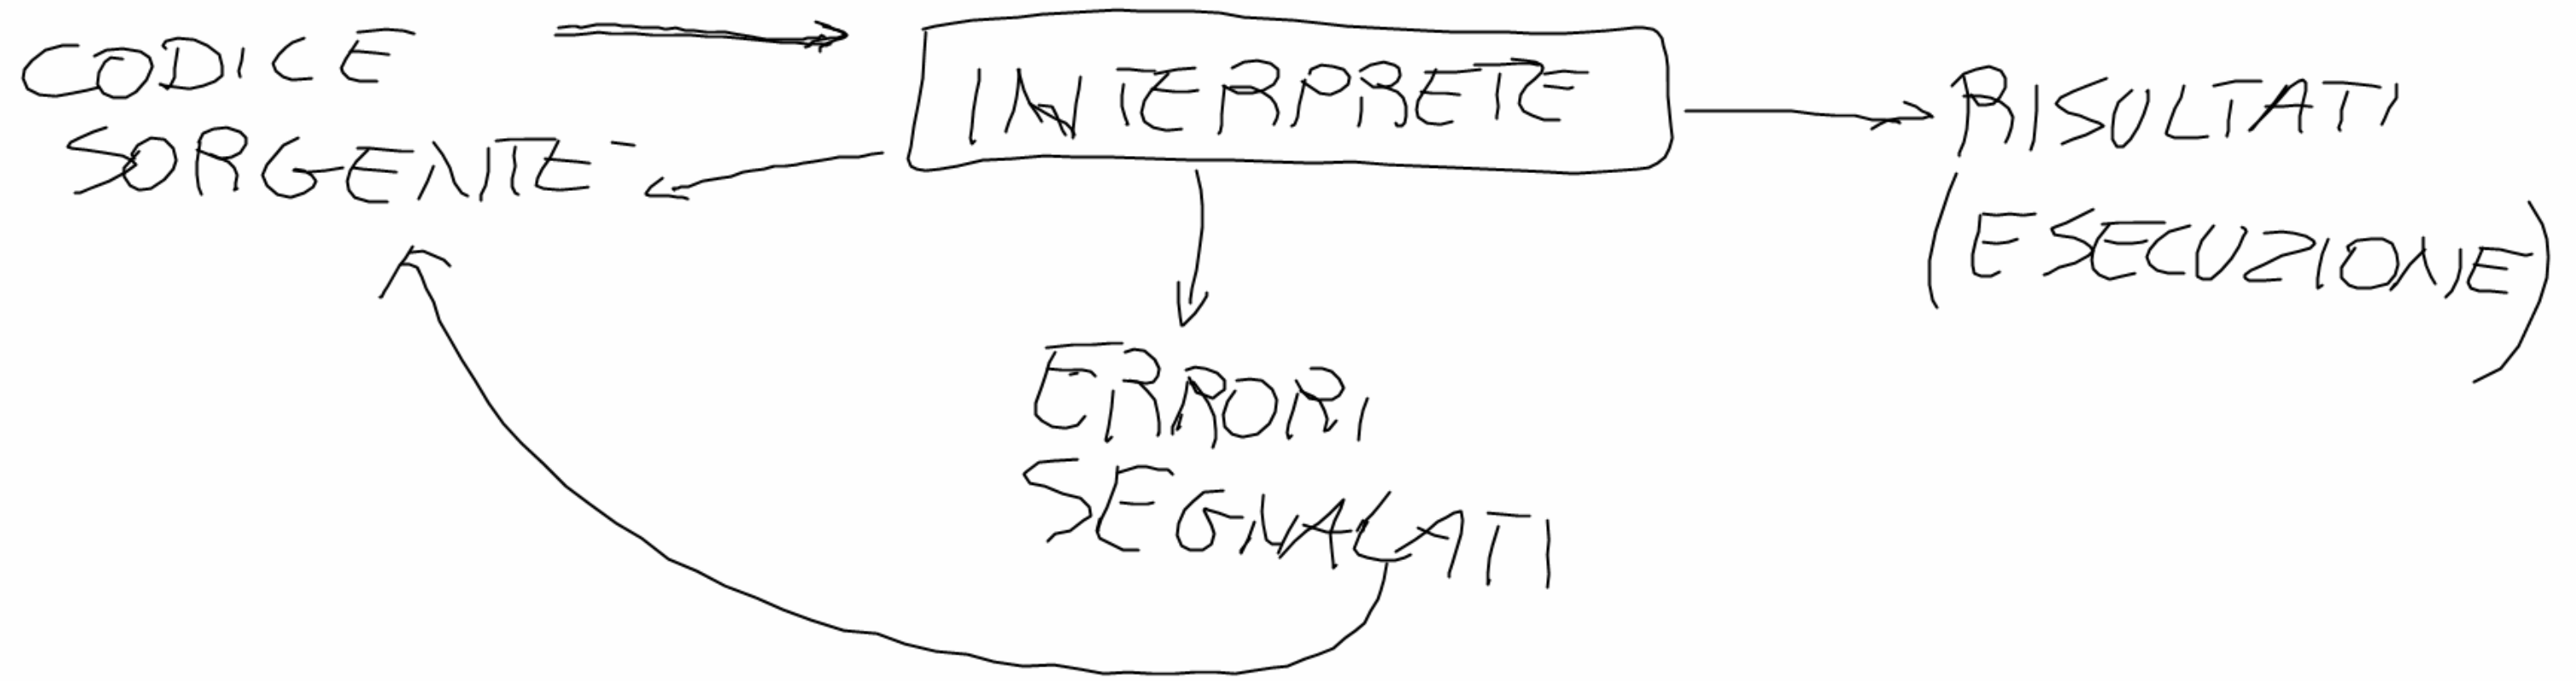 CODICE
SORGENTE
INTERPRETE
RISULTATI
(ESECUZIONE)
ERRORI
SEGNALATI